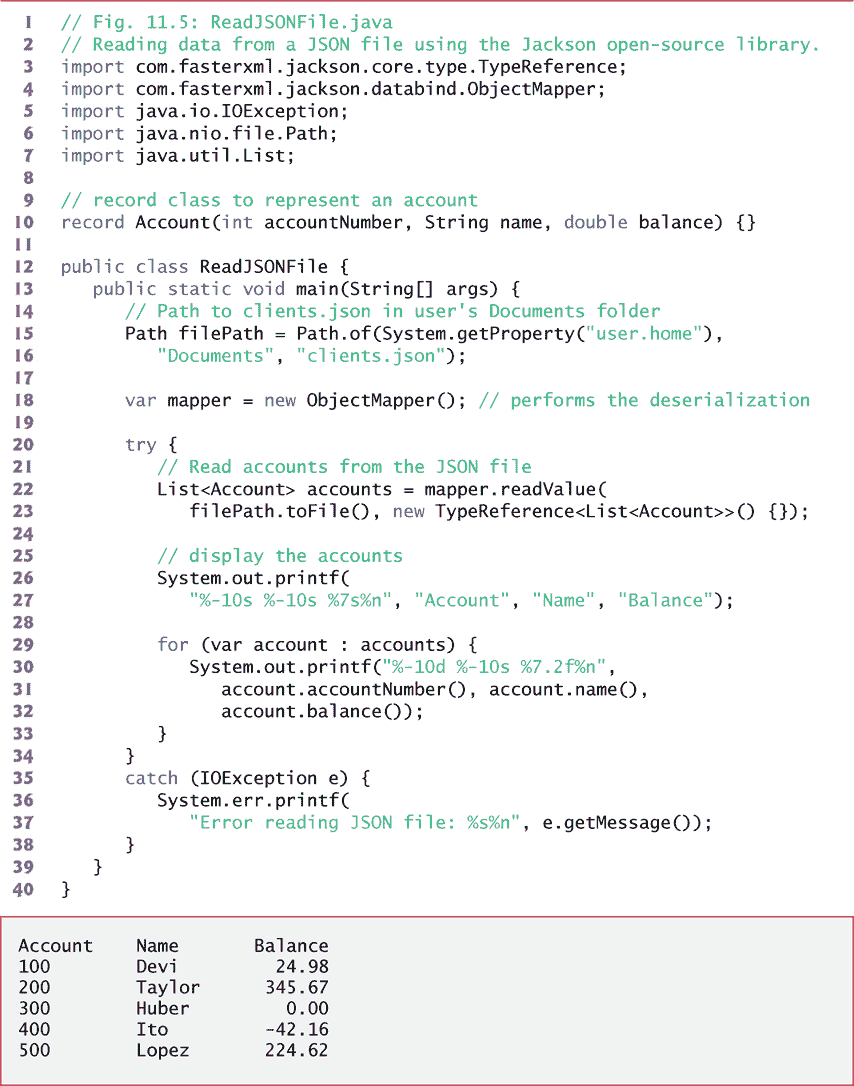 1 // Fig. 11.5: ReadJSONFile.java
2 // Reading data from a JSON file using the Jackson open-source library.
3 import com.fasterxml.jackson.core.type.TypeReference;
4 import com.fasterxml.jackson.databind.ObjectMapper;
5 import java.io.IOException;
6 import java.nio.file.Path;
7 import java.util.List;
8
9 // record class to represent an account
10 record Account(int accountNumber, String name, double balance) {}
11
12 public class ReadJSONFile {
13    public static void main(String[] args) {
14       // Path to clients.json in user's Documents folder
15       Path filePath = Path.of(System.getProperty("user.home"),
16          "Documents", "clients.json");
17
18       var mapper = new ObjectMapper(); // performs the deserialization
19
20       try {
21          // Read accounts from the JSON file
22          List<Account> accounts = mapper.readValue(
23             filePath.toFile(), new TypeReference<List<Account>>() {});
24
25          // display the accounts
26          System.out.printf(
27             "%-10s %-10s %7s%n", "Account", "Name", "Balance");
28
29          for (var account : accounts) {
30             System.out.printf("%-10d %-10s %7.2f%n",
31                account.accountNumber(), account.name(),
32                account.balance());
33          }
34       }
35       catch (IOException e) {
36          System.err.printf(
37             "Error reading JSON file: %s%n", e.getMessage());
38       }
39    }
40 }
Account    Name       Balance
100        Devi         24.98
200        Taylor      345.67
300        Huber         0.00
400        Ito         -42.16
500        Lopez       224.62